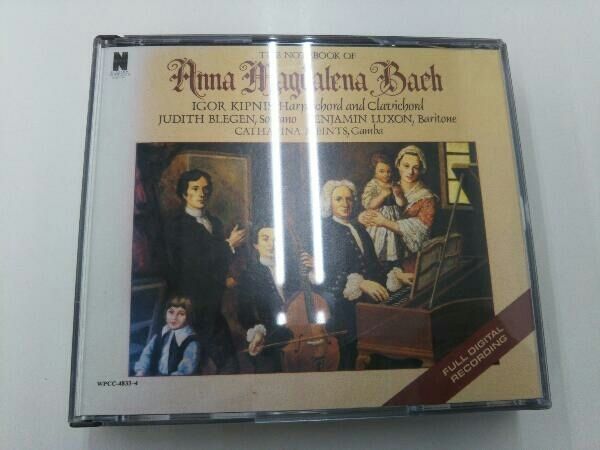 N
THE NOTEBOOK OF
Anna Magdalena Bach
IGOR KIPNIS, Harpsichord and Clavichord
JUDITH BLEGEN, Soprano BENJAMIN LUXON, Baritone
CATHARINA MEINTS, Gamba
FULL DIGITAL
RECORDING
WPCC-4833-4